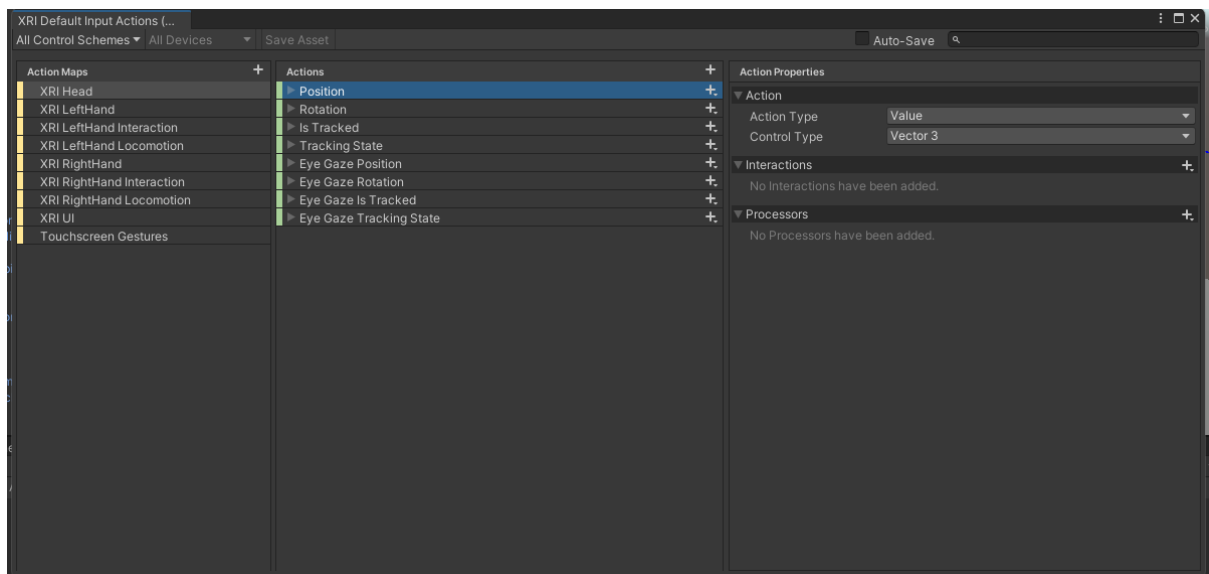 XRI Default Input Actions (...
All Control Schemes All Devices Save Asset Auto-Save
Action Maps
XRI Head
XRI LeftHand
XRI LeftHand Interaction
XRI LeftHand Locomotion
XRI RightHand
XRI RightHand Interaction
XRI RightHand Locomotion
XRI UI
Touchscreen Gestures
Actions
Position
Rotation
Is Tracked
Tracking State
Eye Gaze Position
Eye Gaze Rotation
Eye Gaze Is Tracked
Eye Gaze Tracking State
Action Properties
Action
Action Type Value
Control Type Vector 3
Interactions
No Interactions have been added.
Processors
No Processors have been added.